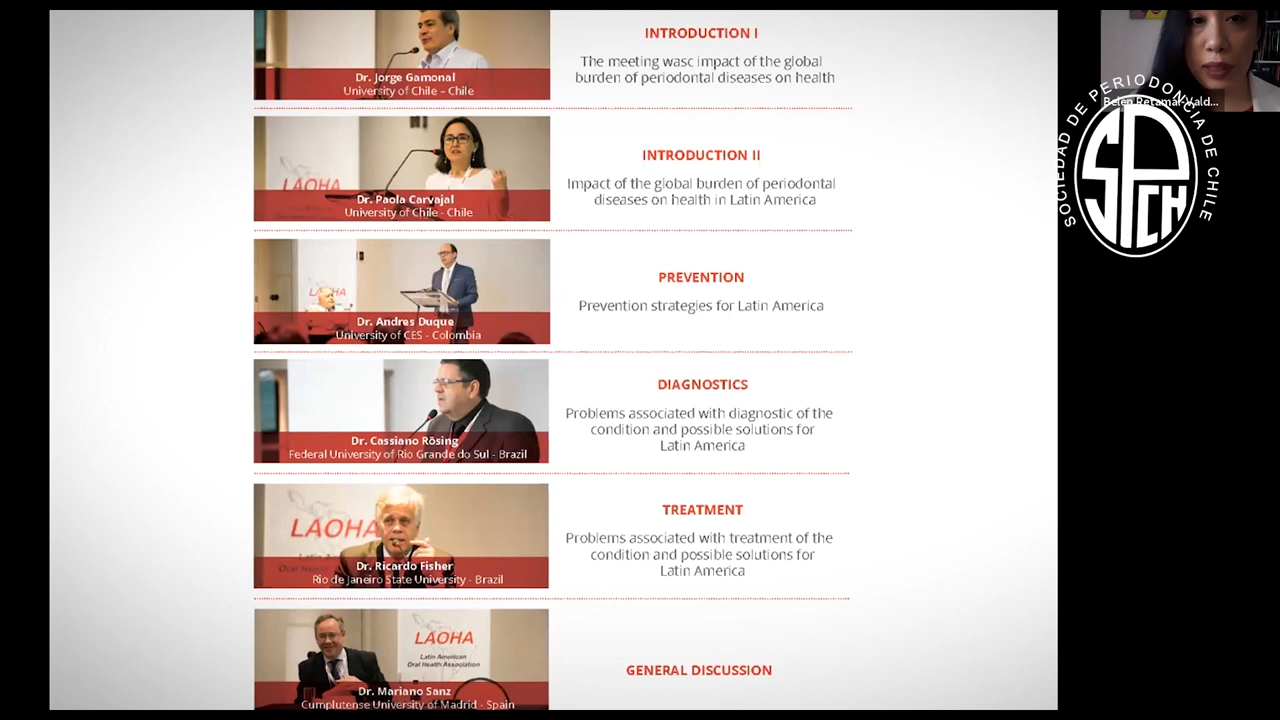 INTRODUCTION I
The meeting wasc impact of the global
burden of periodontal diseases on health
Dr. Jorge Gamonal
University of Chile – Chile
INTRODUCTION II
Impact of the global burden of periodontal
diseases on health in Latin America
LAOHA
Dr. Paola Carvajal
University of Chile - Chile
PREVENTION
Prevention strategies for Latin America
LAOHA
Dr. Andres Duque
University of CES - Colombia
DIAGNOSTICS
Problems associated with diagnostic of the
condition and possible solutions for
Latin America
Dr. Cassiano Rösing
Federal University of Rio Grande do Sul - Brazil
TREATMENT
Problems associated with treatment of the
condition and possible solutions for
Latin America
LAOHA
Dr. Ricardo Fisher
Rio de Janeiro State University - Brazil
GENERAL DISCUSSION
LAOHA
Latin American
Oral Health Association
Dr. Mariano Sanz
Cumplutense University of Madrid - Spain
Belén Retamal-Vald...
SOCIEDAD DE PERIODONCIA DE CHILE
SPCH